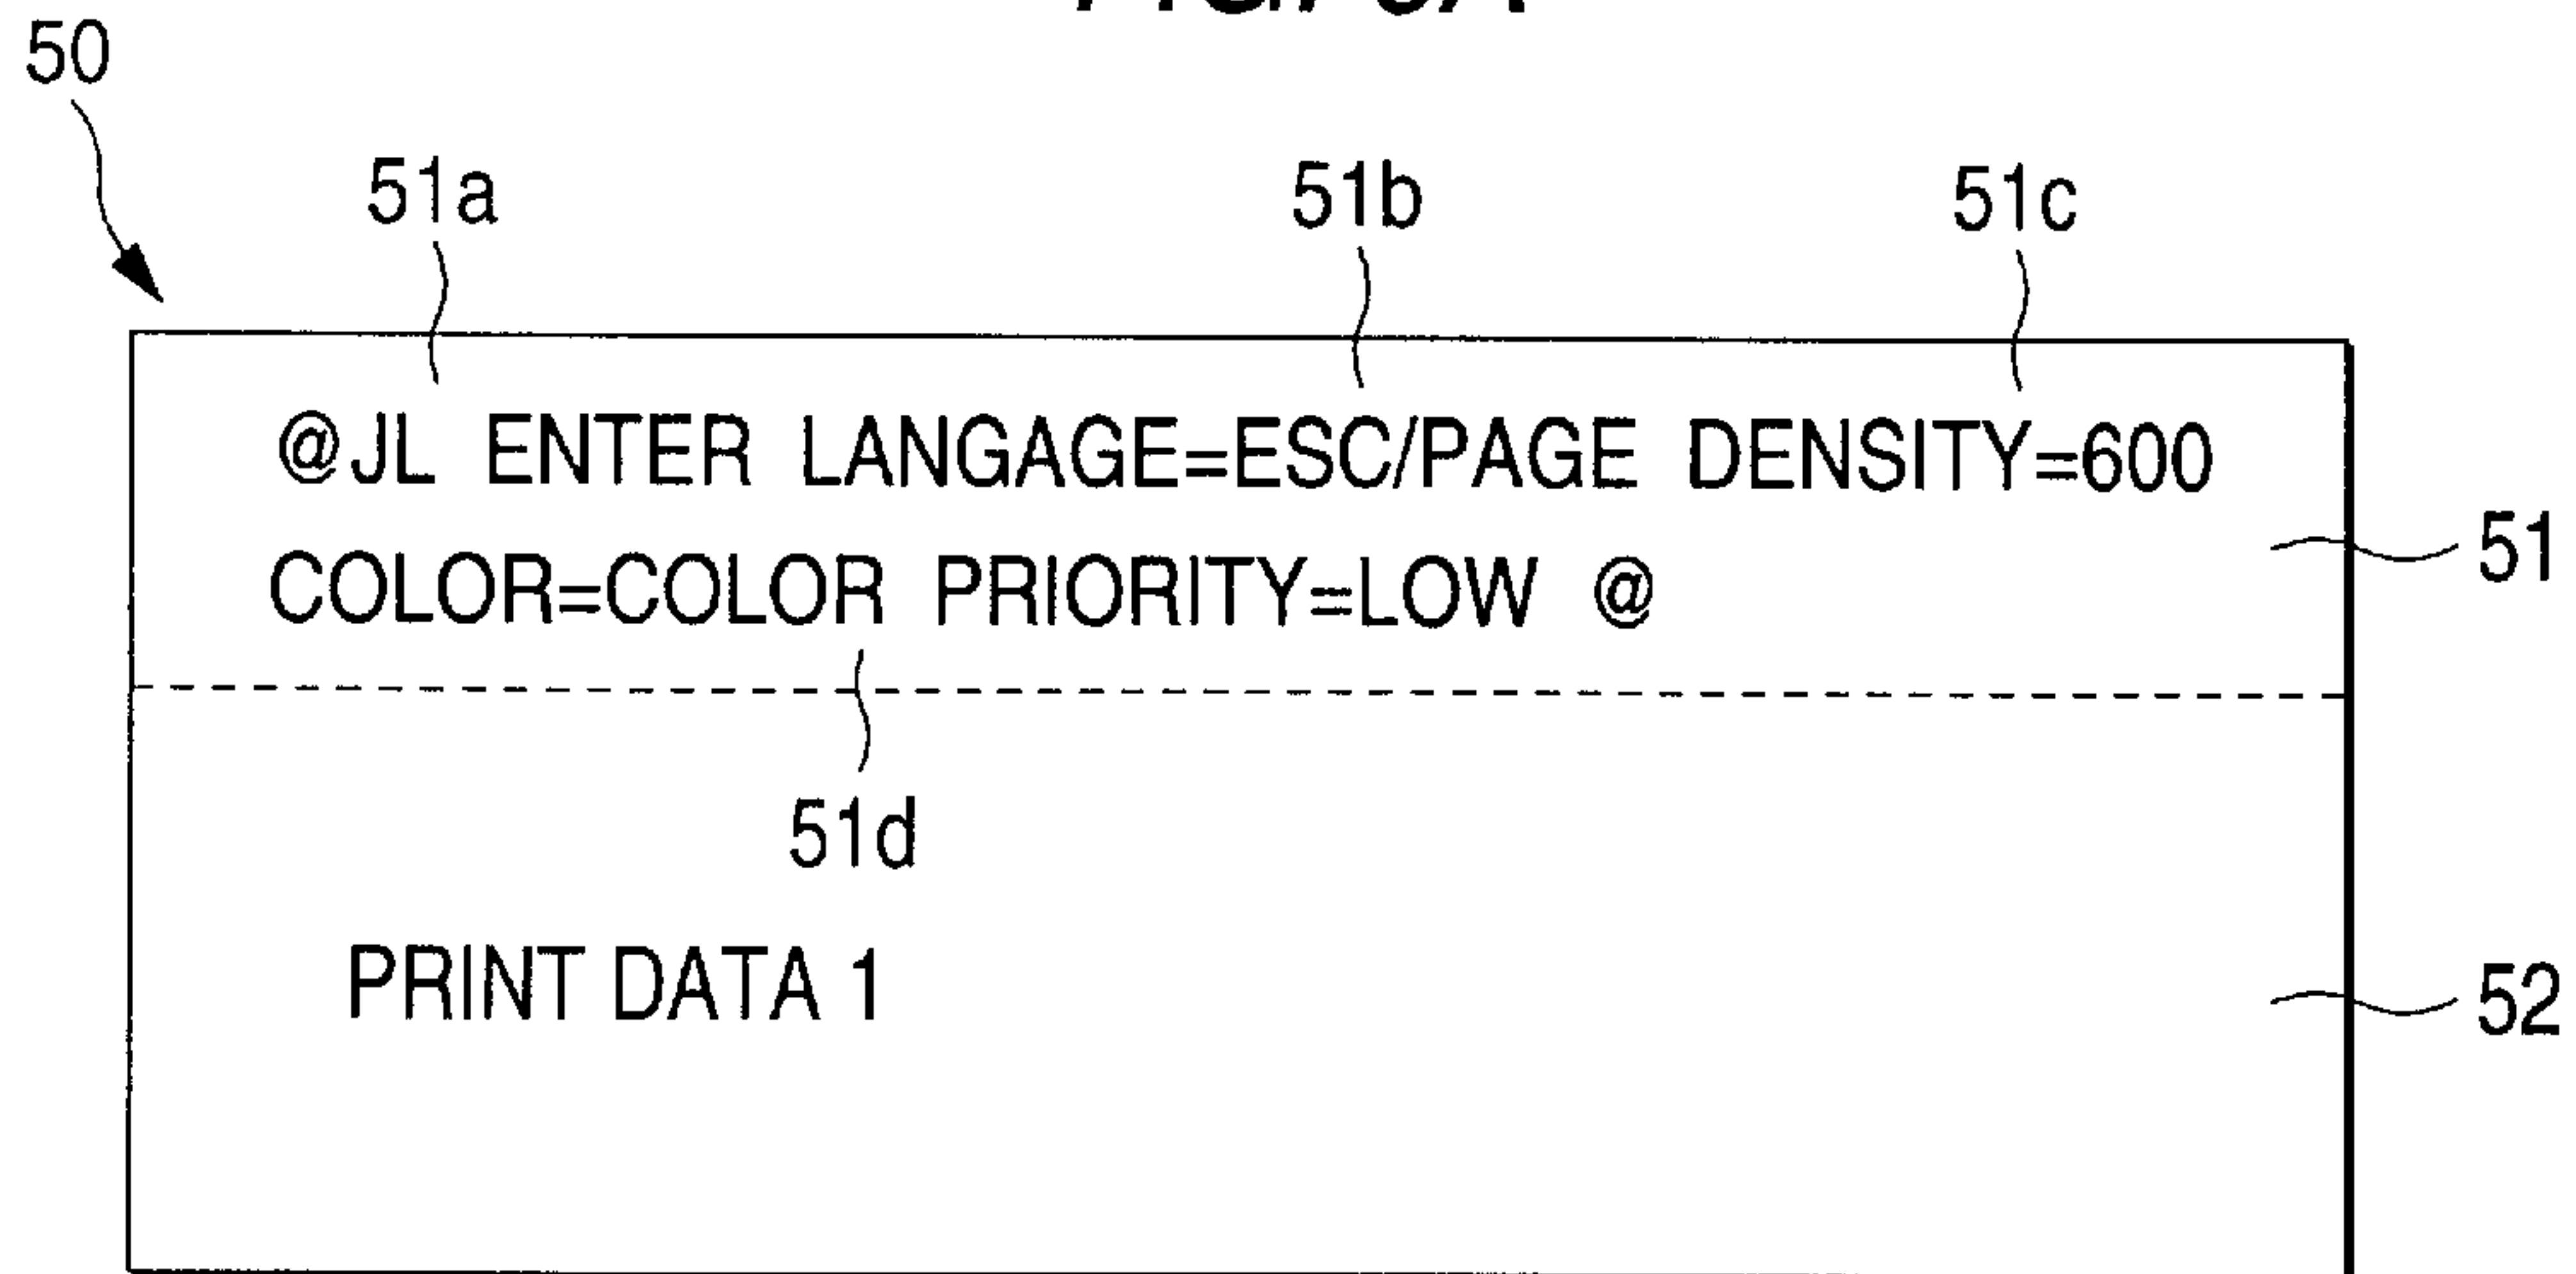 50
51a 51b 51c
@JL ENTER LANGAGE=ESC/PAGE DENSITY=600
51
COLOR=COLOR PRIORITY=LOW @
51d
PRINT DATA 1
52